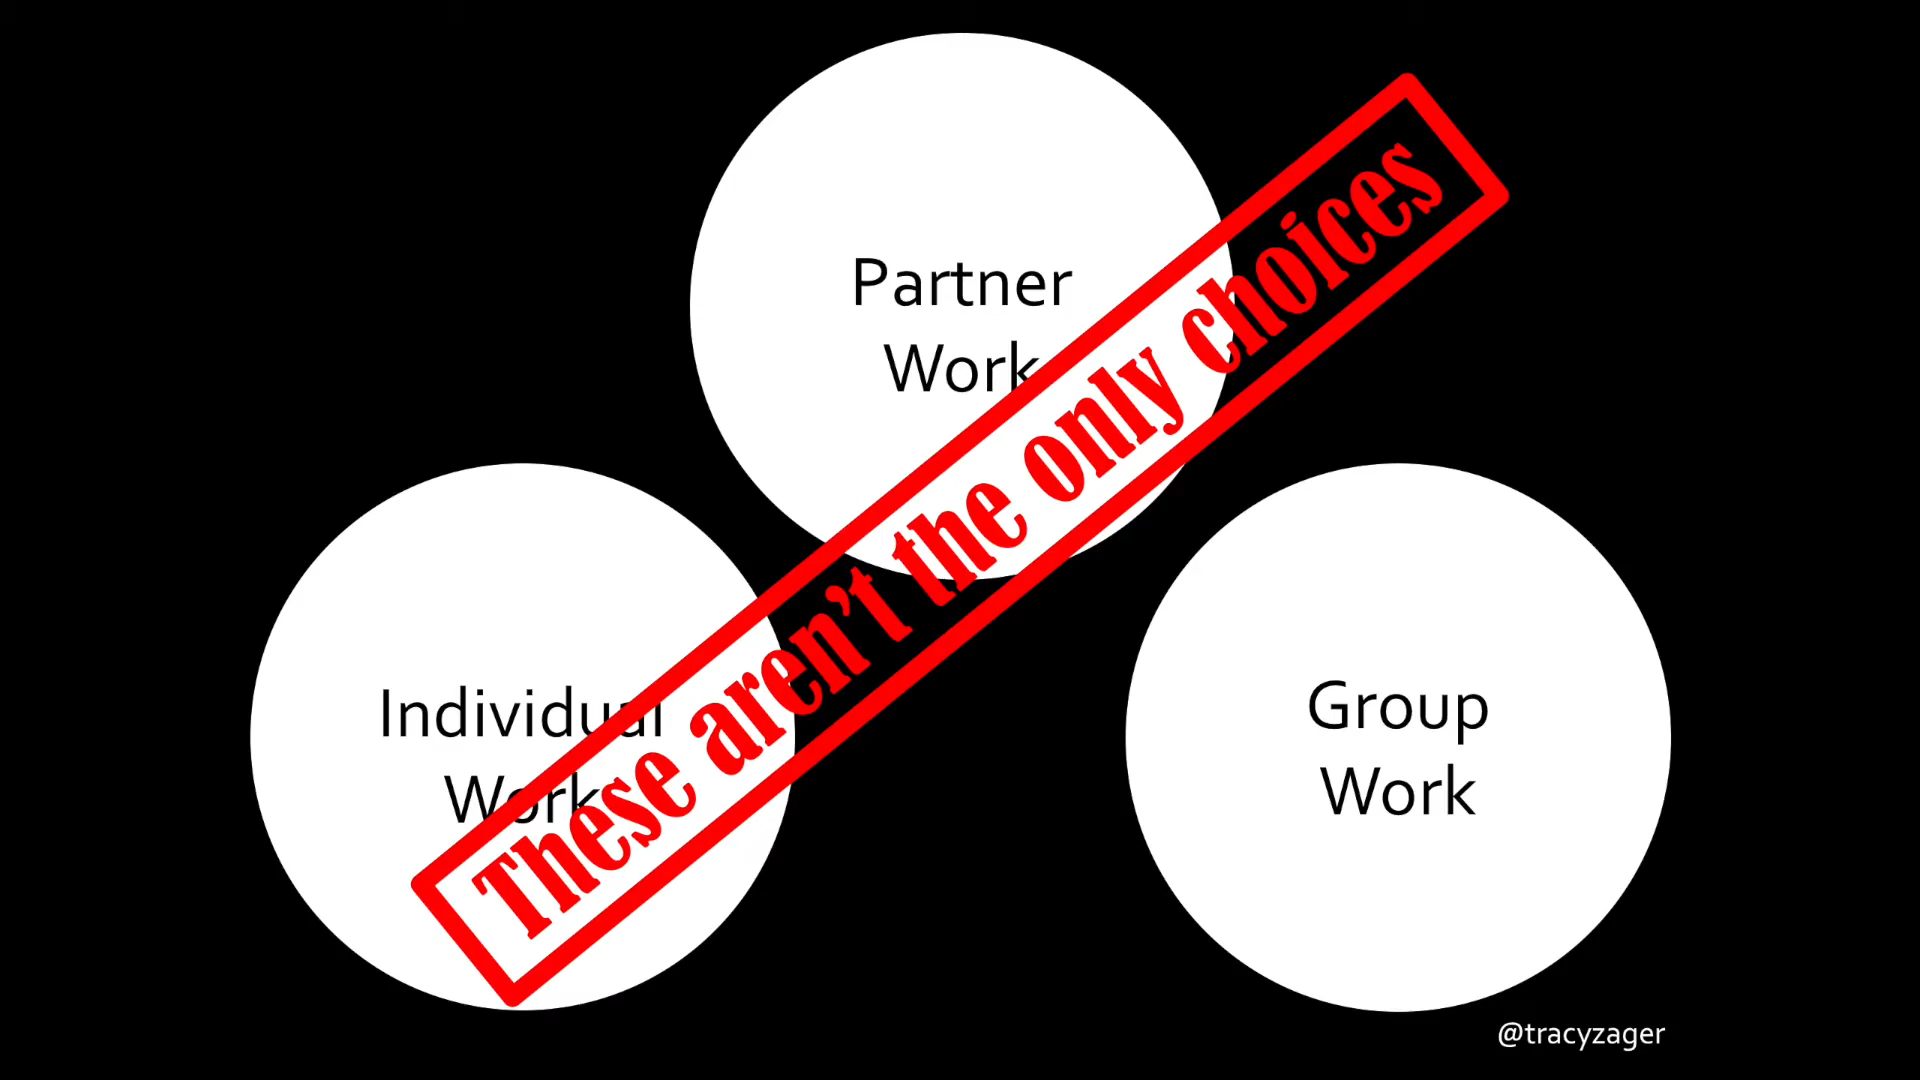 Partner
Work
These aren't the only choices
Individual
Work
Group
Work
@tracyzager